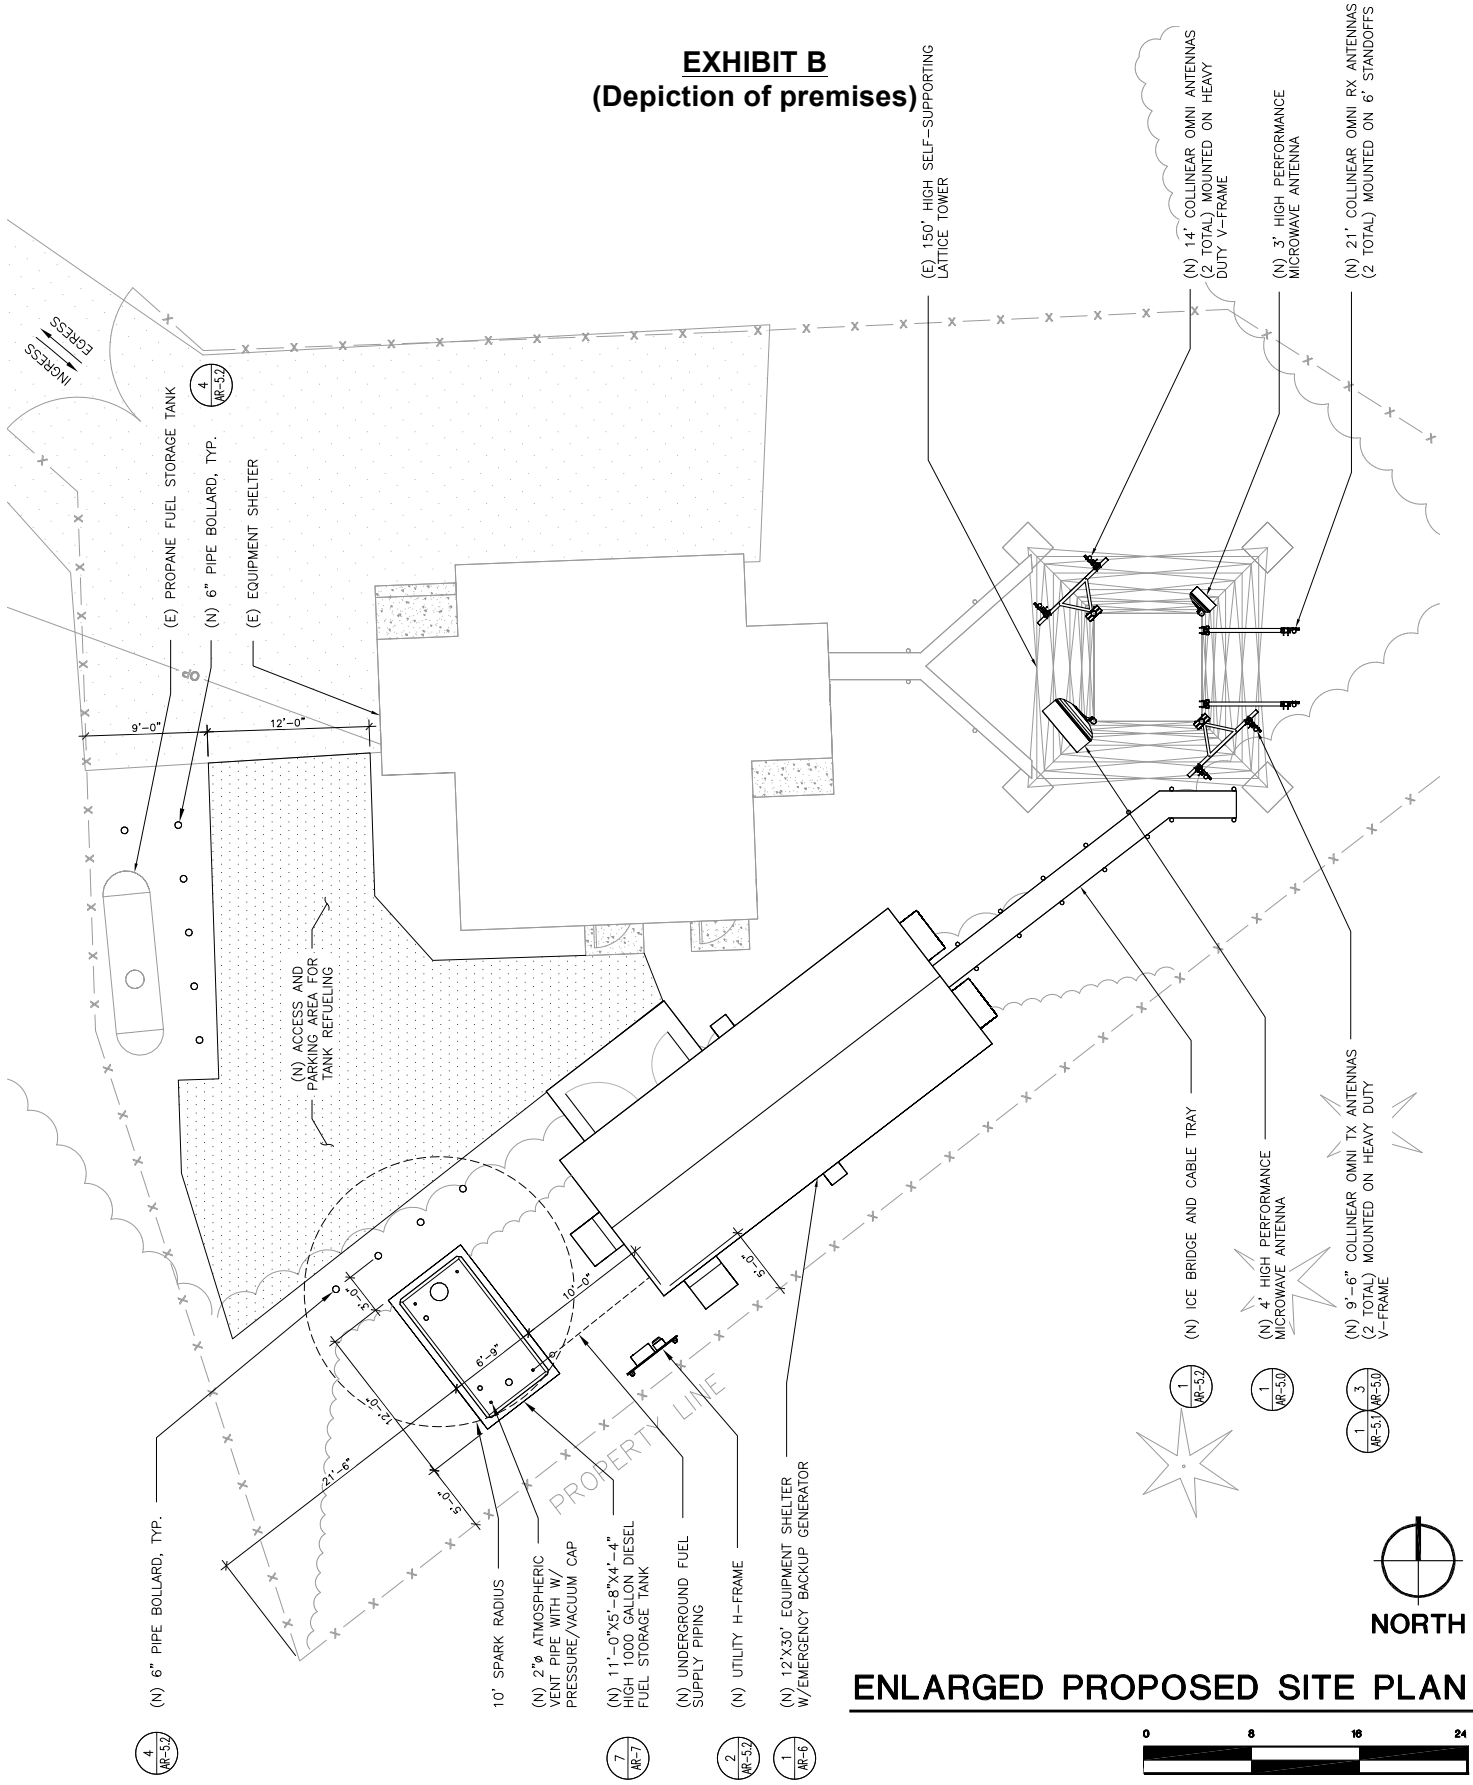 EXHIBIT B
(Depiction of premises)
(E) 150' HIGH SELF-SUPPORTING
LATTICE TOWER
(N) 14' COLLINEAR OMNI ANTENNAS
(2 TOTAL) MOUNTED ON HEAVY
DUTY V-FRAME
(N) 3' HIGH PERFORMANCE
MICROWAVE ANTENNA
(N) 21' COLLINEAR OMNI RX ANTENNAS
(2 TOTAL) MOUNTED ON 6' STANDOFFS
INGRESS
EGRESS
(E) PROPANE FUEL STORAGE TANK
(N) 6" PIPE BOLLARD, TYP.
4
AR-5.2
(E) EQUIPMENT SHELTER
9'-0"
12'-0"
(N) ACCESS AND
PARKING AREA FOR
TANK REFUELING
3'-0"
10'-0"
5'-0"
6'-9"
12'-0"
21'-6"
5'-0"
PROPERTY LINE
(N) 6" PIPE BOLLARD, TYP.
4
AR-5.2
10' SPARK RADIUS
(N) 2"ø ATMOSPHERIC
VENT PIPE WITH W/
PRESSURE/VACUUM CAP
(N) 11'-0"X5'-8"X4'-4"
HIGH 1000 GALLON DIESEL
FUEL STORAGE TANK
7
AR-7
(N) UNDERGROUND FUEL
SUPPLY PIPING
(N) UTILITY H-FRAME
2
AR-5.2
(N) 12'X30' EQUIPMENT SHELTER
W/EMERGENCY BACKUP GENERATOR
1
AR-6
(N) ICE BRIDGE AND CABLE TRAY
1
AR-5.2
(N) 4' HIGH PERFORMANCE
MICROWAVE ANTENNA
1
AR-5.0
(N) 9'-6" COLLINEAR OMNI TX ANTENNAS
(2 TOTAL) MOUNTED ON HEAVY DUTY
V-FRAME
3
AR-5.0
1
AR-5.1
NORTH
ENLARGED PROPOSED SITE PLAN
0 8 16 24